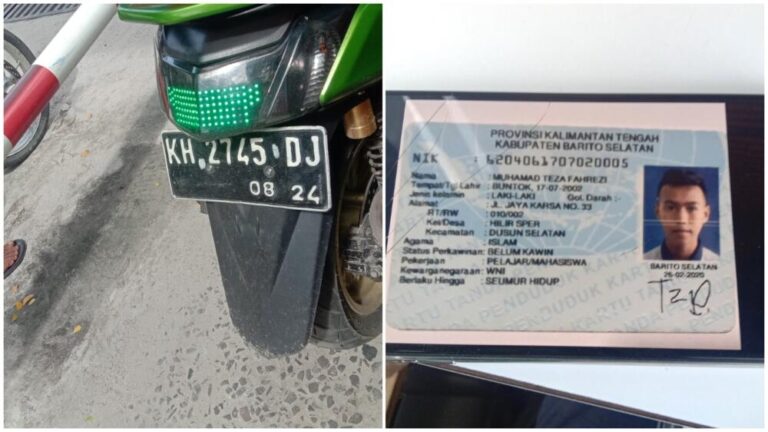 KH 2745 DJ
08 24
PROVINSI KALIMANTAN TENGAH
KABUPATEN BARITO SELATAN
NIK : 6204061707020005
Nama : MUHAMAD TEZA FAHREZI
Tempat/Tgl Lahir : BUNTOK, 17-07-2002
Jenis kelamin : LAKI-LAKI Gol. Darah :-
Alamat : JL. JAYA KARSA NO. 33
RT/RW : 010/002
Kel/Desa : HILIR SPER
Kecamatan : DUSUN SELATAN
Agama : ISLAM
Status Perkawinan: BELUM KAWIN
Pekerjaan : PELAJAR/MAHASISWA
Kewarganegaraan: WNI
Berlaku Hingga : SEUMUR HIDUP
BARITO SELATAN
26-02-2020